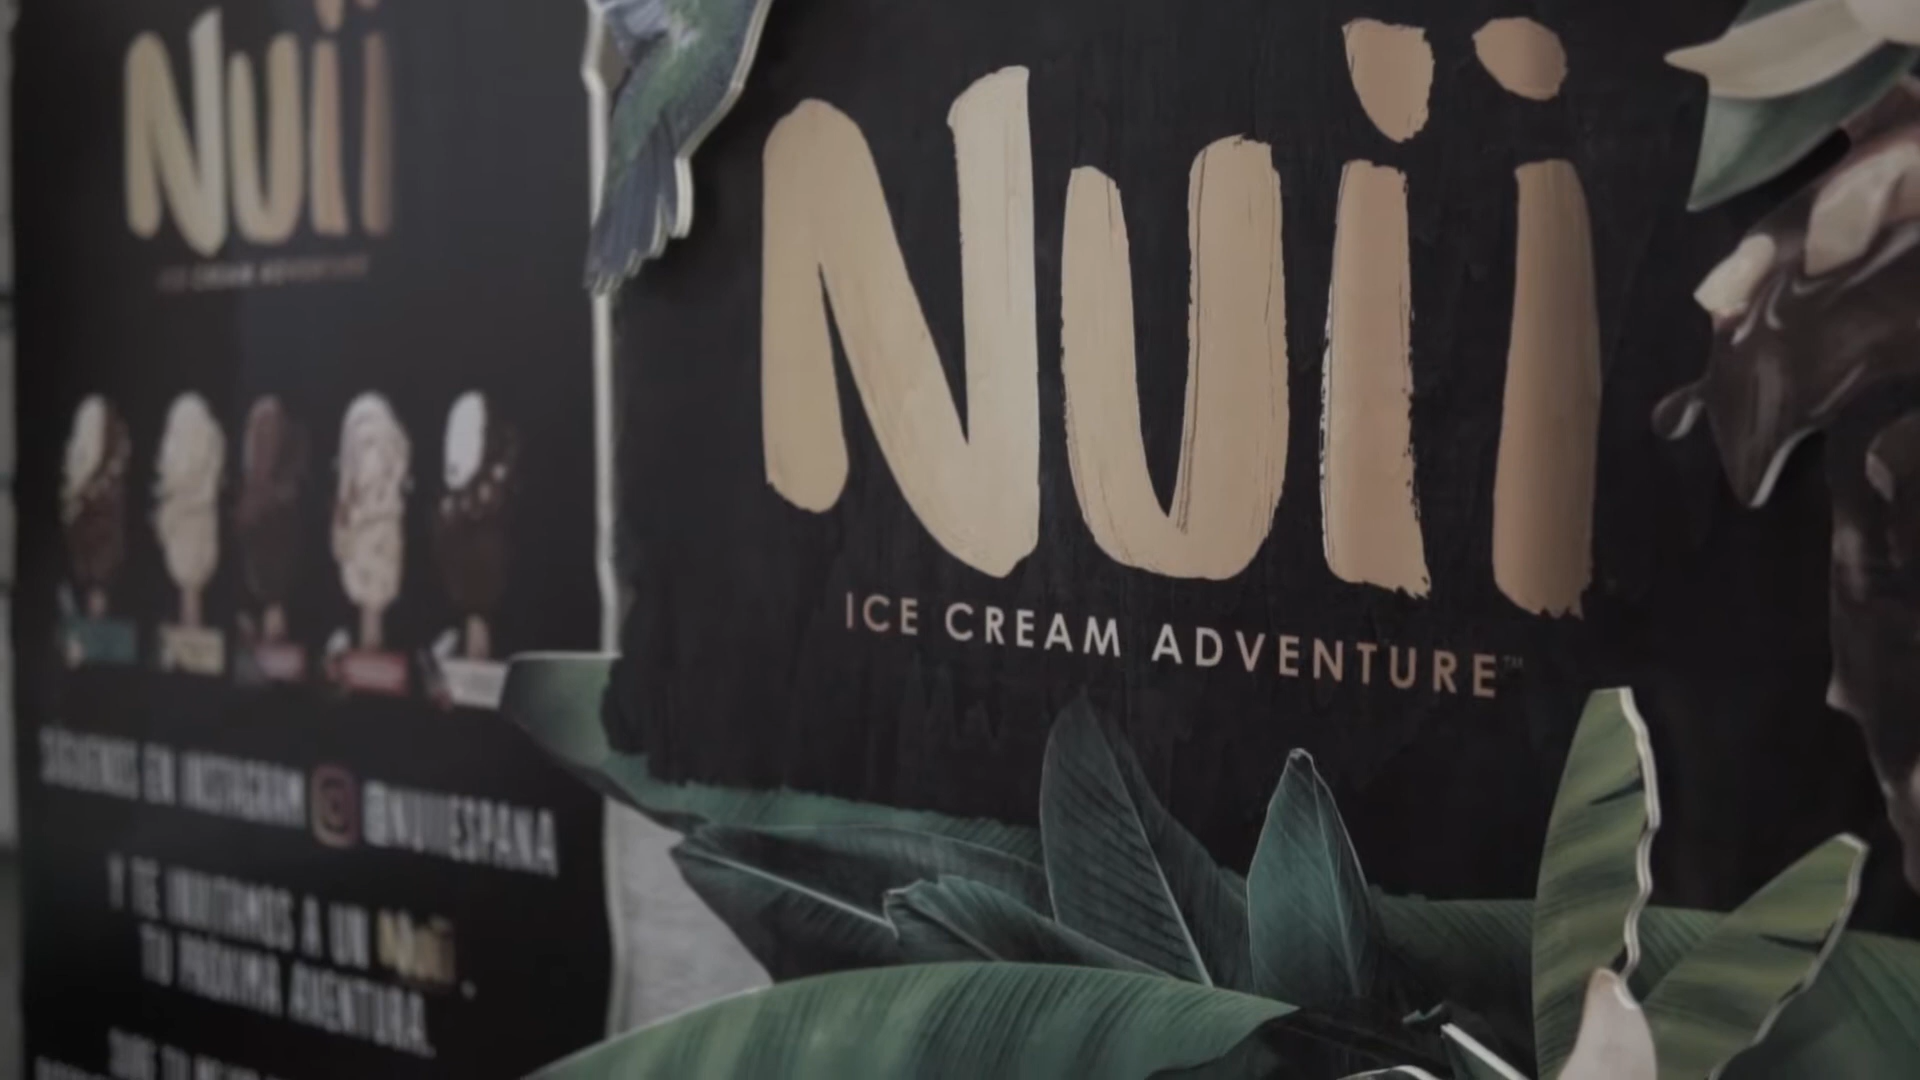 Nuii
ICE CREAM ADVENTURE
SÍGUENOS EN INSTAGRAM @NUIIESPANA
Y TE INVITAMOS A UN Nuii.
TU PRÓXIMA AVENTURA.
Nuii
ICE CREAM ADVENTURE™